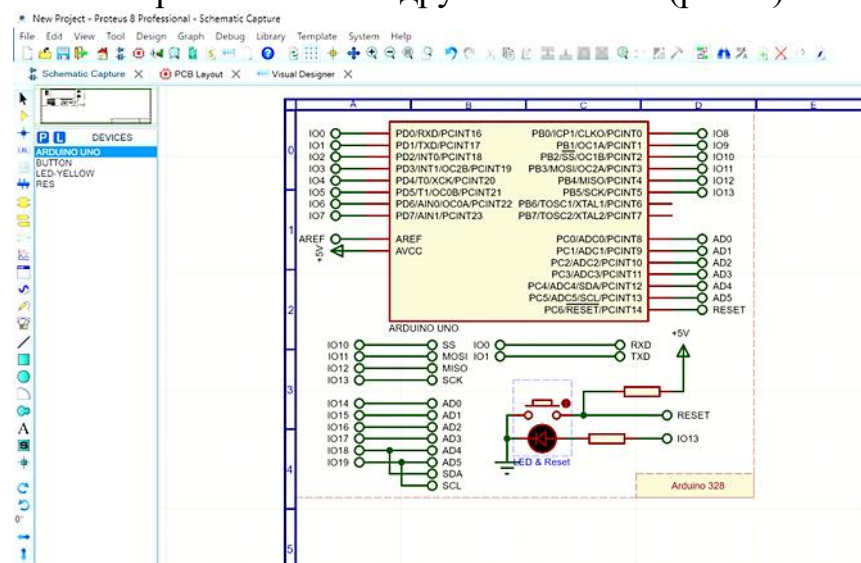 New Project - Proteus 8 Professional - Schematic Capture
File Edit View Tool Design Graph Debug Library Template System Help
Schematic Capture X PCB Layout X Visual Designer X
P L DEVICES
ARDUINO UNO
BUTTON
LED-YELLOW
RES
A B C D E
0
1
2
3
4
5
IO0 PD0/RXD/PCINT16 PB0/ICP1/CLKO/PCINT0 IO8
IO1 PD1/TXD/PCINT17 PB1/OC1A/PCINT1 IO9
IO2 PD2/INT0/PCINT18 PB2/SS/OC1B/PCINT2 IO10
IO3 PD3/INT1/OC2B/PCINT19 PB3/MOSI/OC2A/PCINT3 IO11
IO4 PD4/T0/XCK/PCINT20 PB4/MISO/PCINT4 IO12
IO5 PD5/T1/OC0B/PCINT21 PB5/SCK/PCINT5 IO13
IO6 PD6/AIN0/OC0A/PCINT22 PB6/TOSC1/XTAL1/PCINT6
IO7 PD7/AIN1/PCINT23 PB7/TOSC2/XTAL2/PCINT7
AREF AREF PC0/ADC0/PCINT8 AD0
+5V AVCC PC1/ADC1/PCINT9 AD1
PC2/ADC2/PCINT10 AD2
PC3/ADC3/PCINT11 AD3
PC4/ADC4/SDA/PCINT12 AD4
PC5/ADC5/SCL/PCINT13 AD5
PC6/RESET/PCINT14 RESET
ARDUINO UNO
+5V
IO10 SS IO0 RXD
IO11 MOSI IO1 TXD
IO12 MISO
IO13 SCK
IO14 AD0
IO15 AD1 RESET
IO16 AD2
IO17 AD3 IO13
IO18 AD4
IO19 AD5 LED & Reset
SDA
SCL
Arduino 328
A
S
0°